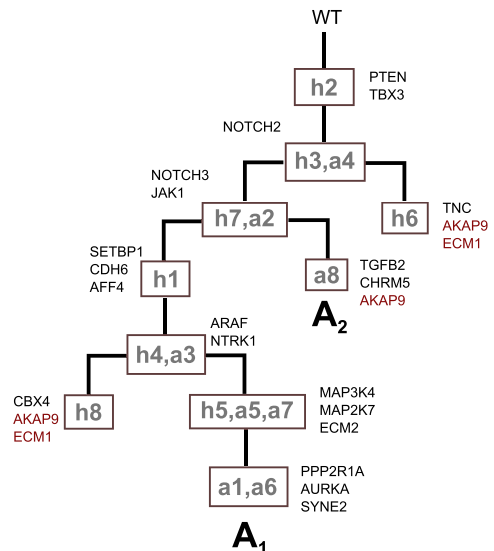 WT
h2
PTEN
TBX3
NOTCH2
h3,a4
NOTCH3
JAK1
h7,a2
h6
TNC
AKAP9
ECM1
SETBP1
CDH6
AFF4
h1
a8
TGFB2
CHRM5
AKAP9
A2
ARAF
NTRK1
h4,a3
CBX4
AKAP9
ECM1
h8
h5,a5,a7
MAP3K4
MAP2K7
ECM2
a1,a6
PPP2R1A
AURKA
SYNE2
A1